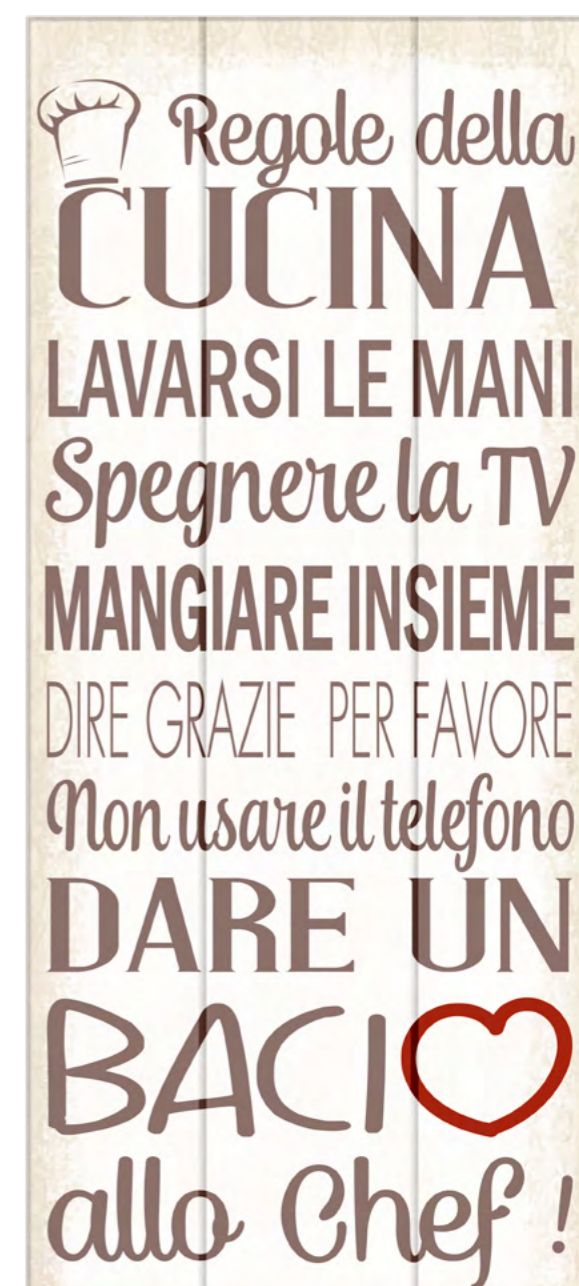 Regole della
CUCINA
LAVARSI LE MANI
Spegnere la TV
MANGIARE INSIEME
DIRE GRAZIE PER FAVORE
Non usare il telefono
DARE UN
BACI♥
allo Chef !